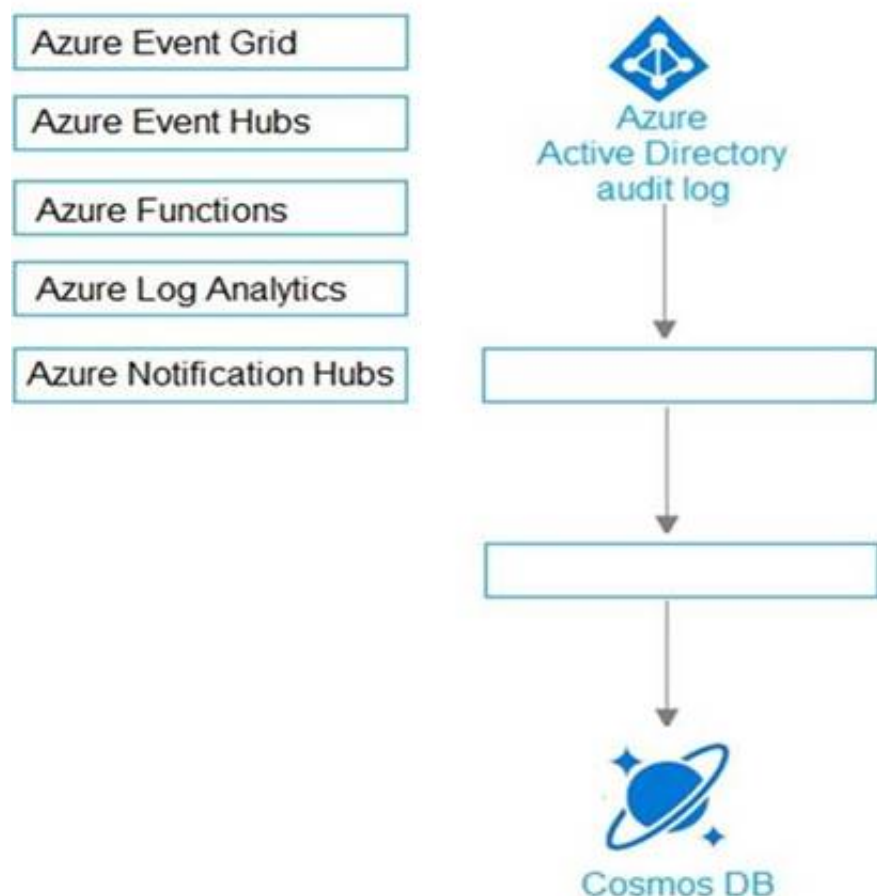 Azure Event Grid
Azure Event Hubs
Azure Functions
Azure Log Analytics
Azure Notification Hubs
Azure
Active Directory
audit log
Cosmos DB